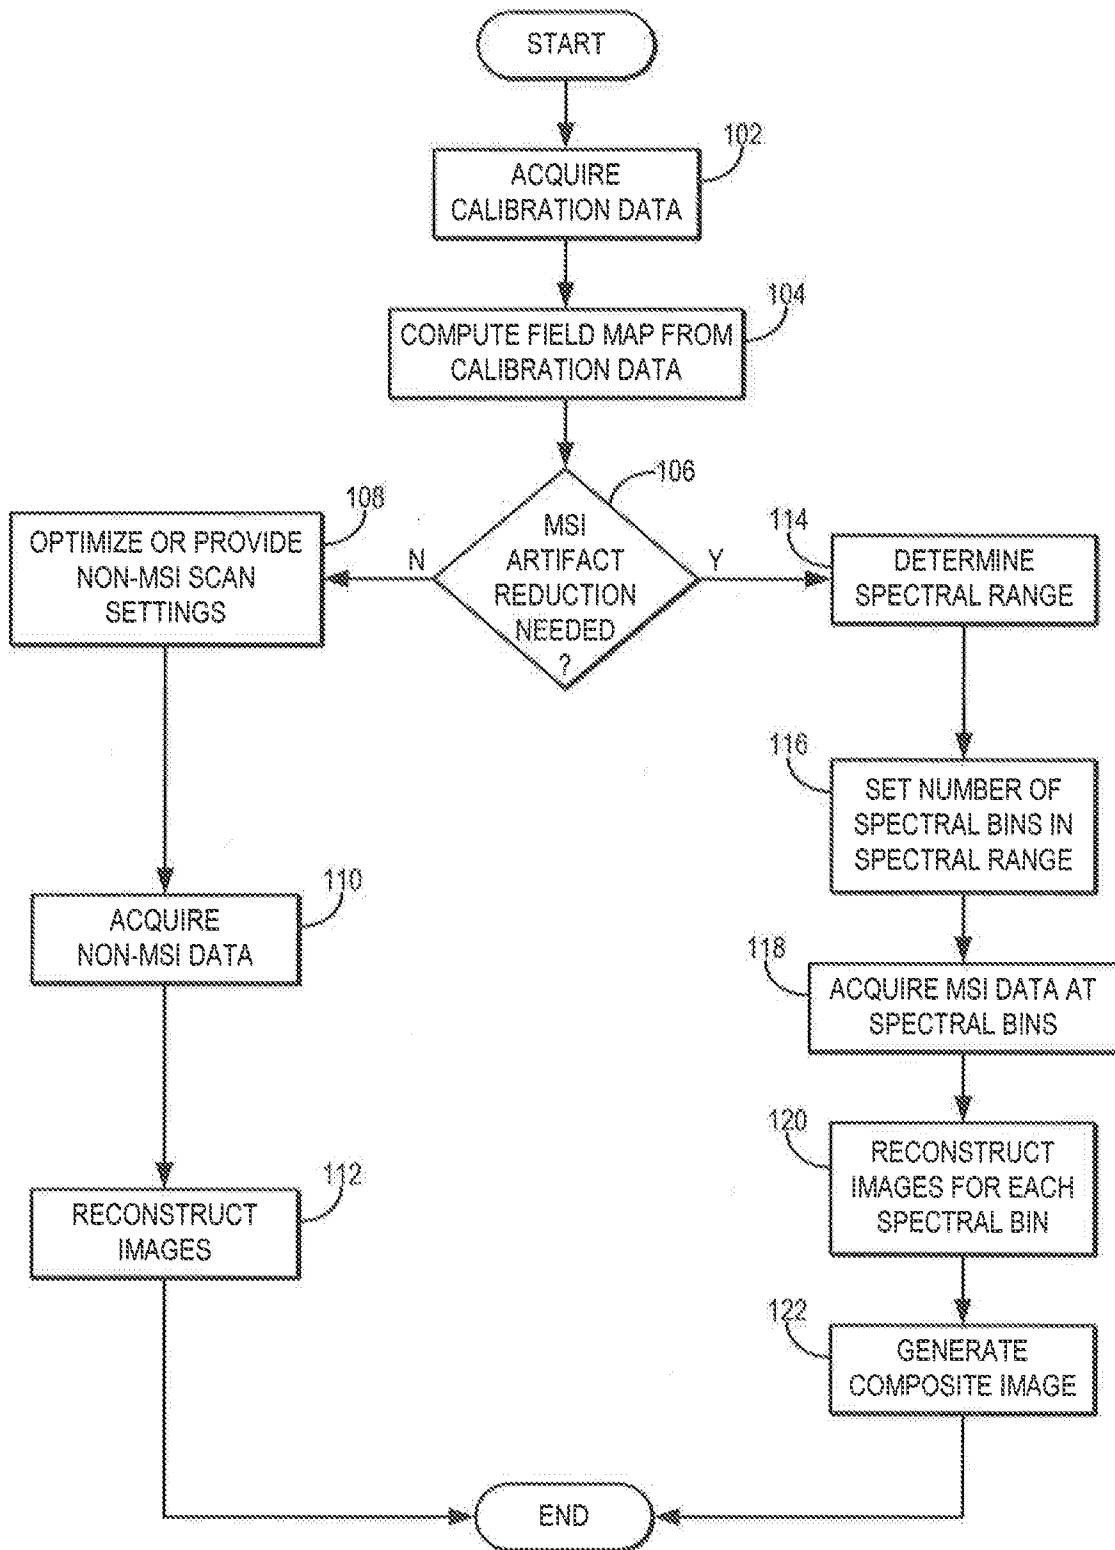 START
102
ACQUIRE
CALIBRATION DATA
104
COMPUTE FIELD MAP FROM
CALIBRATION DATA
106
MSI
ARTIFACT
REDUCTION
NEEDED
?
N
Y
108
OPTIMIZE OR PROVIDE
NON-MSI SCAN
SETTINGS
110
ACQUIRE
NON-MSI DATA
112
RECONSTRUCT
IMAGES
114
DETERMINE
SPECTRAL RANGE
116
SET NUMBER OF
SPECTRAL BINS IN
SPECTRAL RANGE
118
ACQUIRE MSI DATA AT
SPECTRAL BINS
120
RECONSTRUCT
IMAGES FOR EACH
SPECTRAL BIN
122
GENERATE
COMPOSITE IMAGE
END